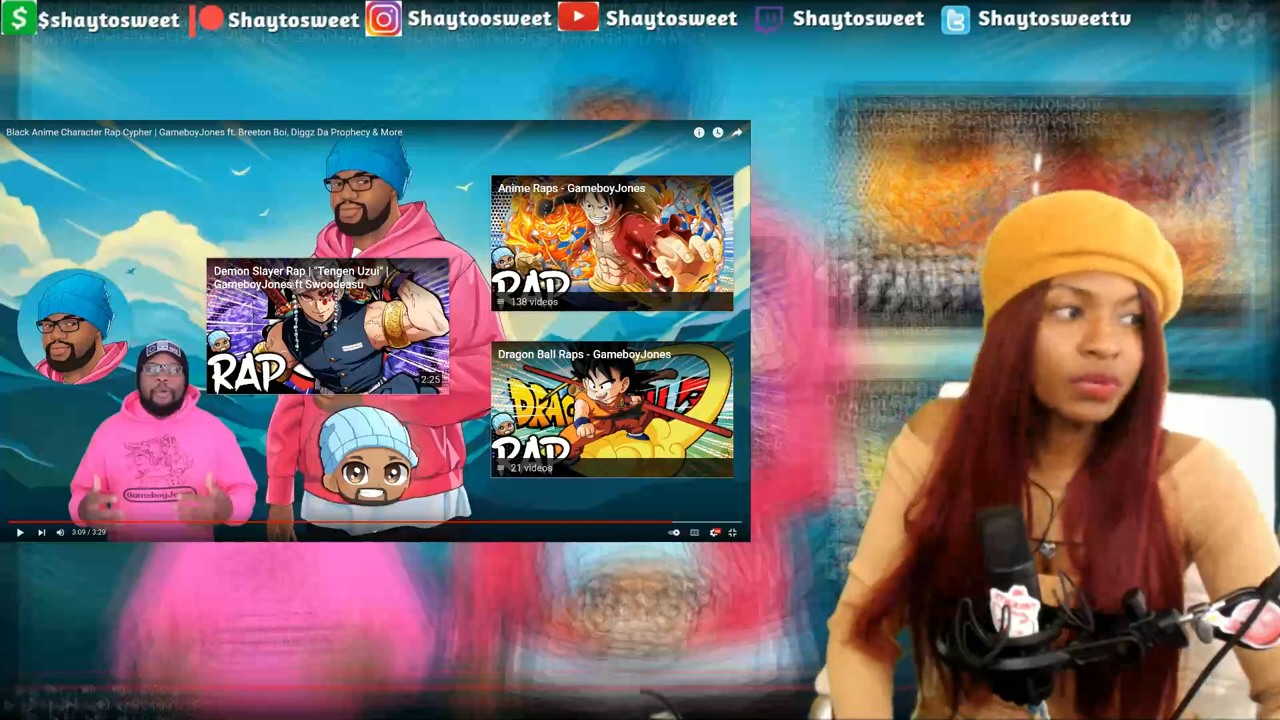 $shaytosweet
Shaytosweet
Shaytoosweet
Shaytosweet
Shaytosweet
Shaytosweettv
Black Anime Character Rap Cypher | GameboyJones ft. Breeton Boi, Diggz Da Prophecy & More
Anime Raps - GameboyJones
RAP
138 videos
Demon Slayer Rap | "Tengen Uzui" |
GameboyJones ft Swoodeasu
RAP
2:25
Dragon Ball Raps - GameboyJones
RAP
21 videos
3:09 / 3:29